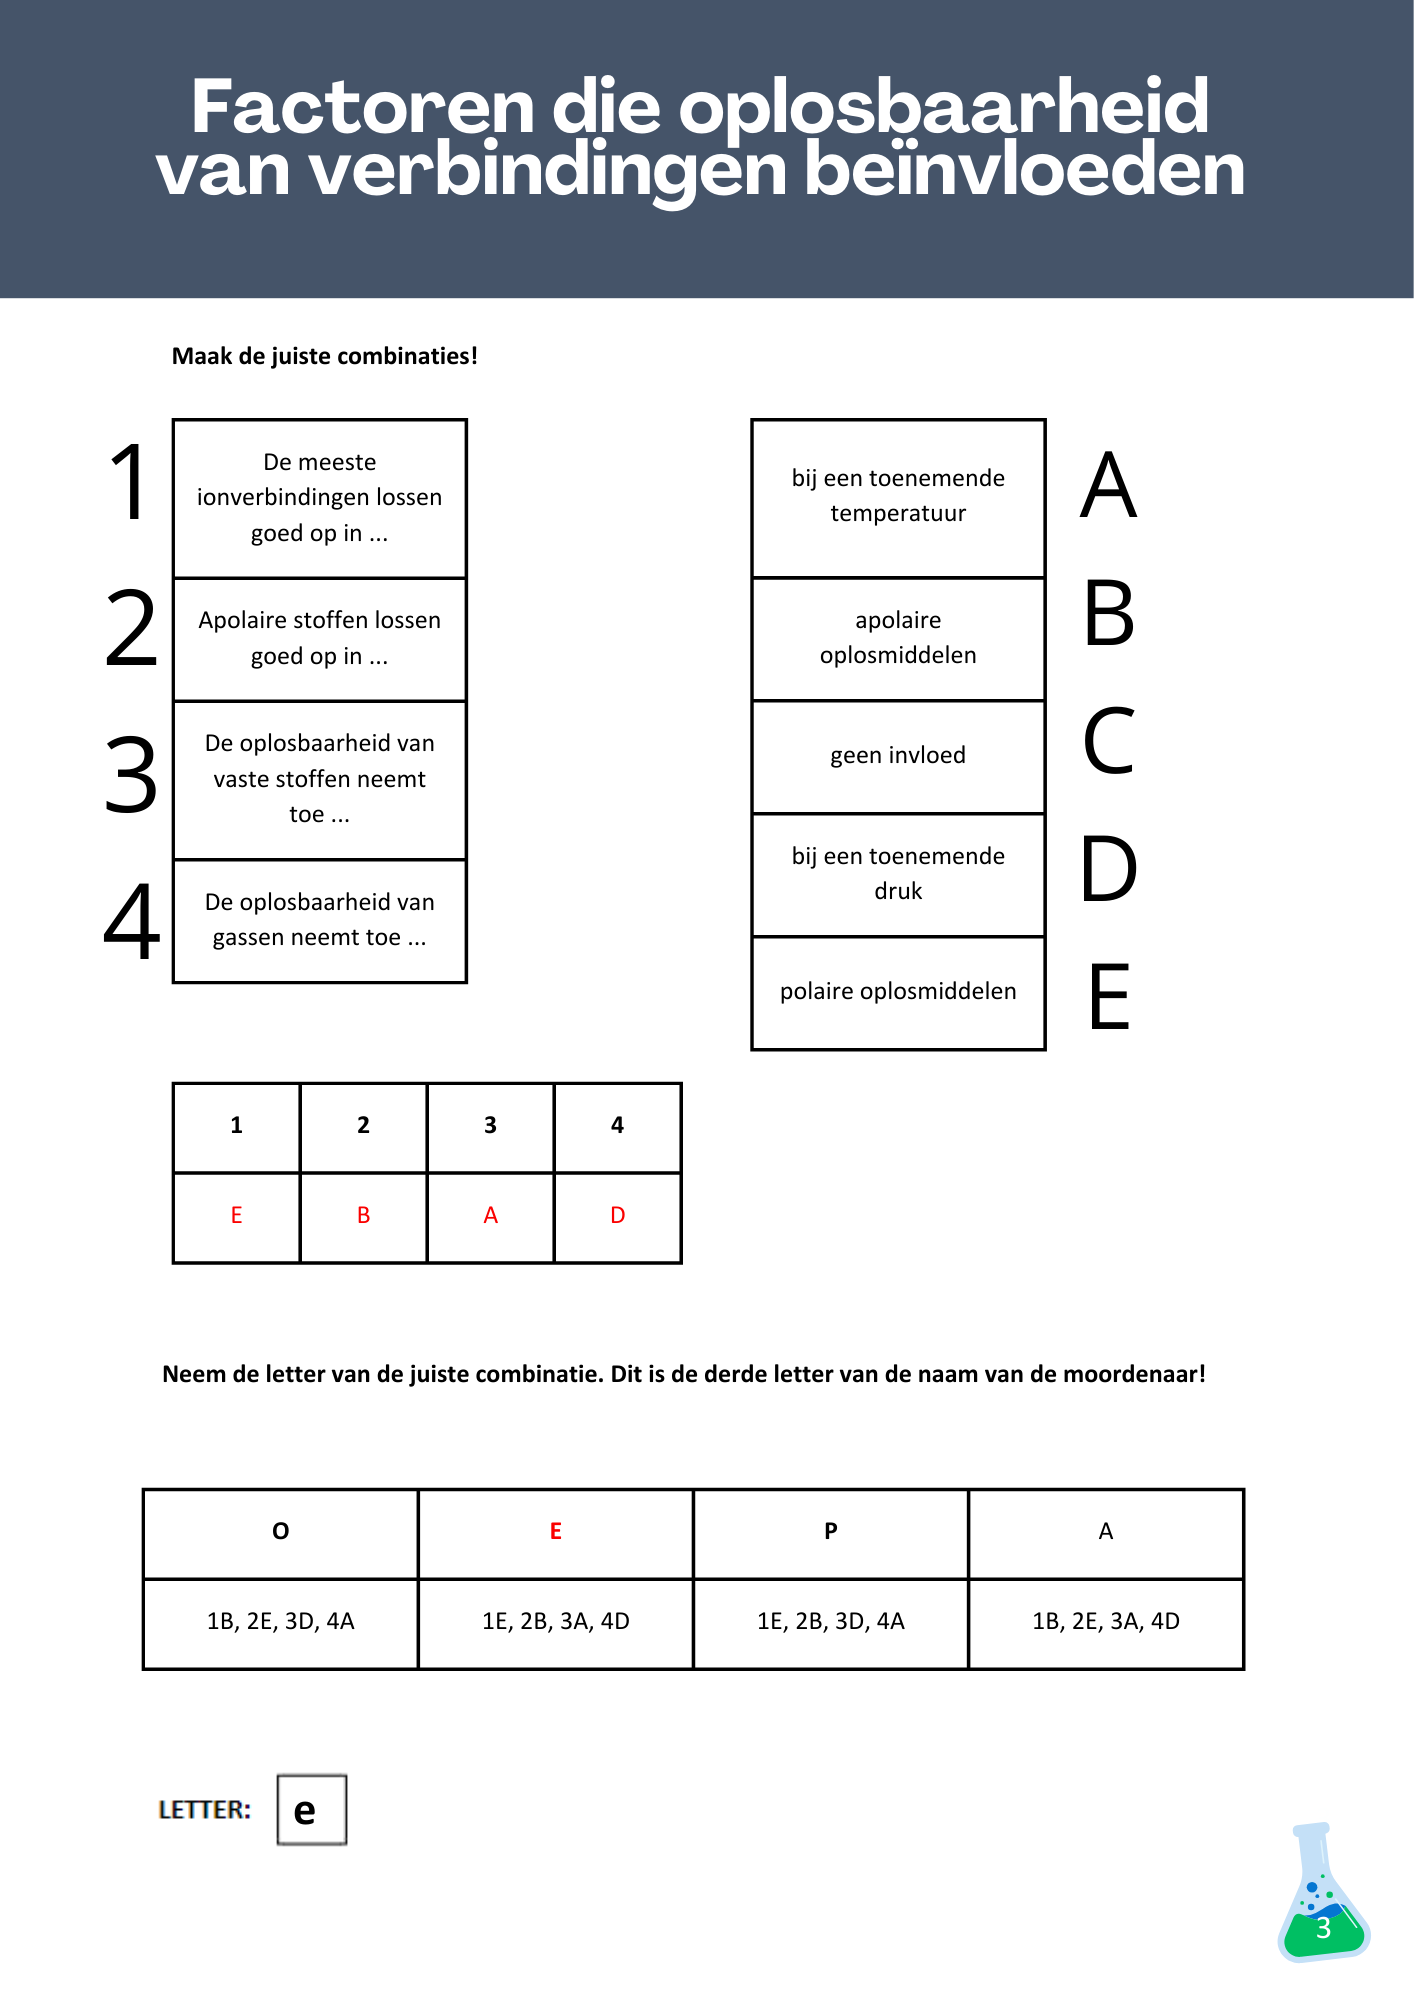 Factoren die oplosbaarheid
van verbindingen beïnvloeden
Maak de juiste combinaties!
1
De meeste
ionverbindingen lossen
goed op in ...
2
Apolaire stoffen lossen
goed op in ...
3
De oplosbaarheid van
vaste stoffen neemt
toe ...
4
De oplosbaarheid van
gassen neemt toe ...
bij een toenemende
temperatuur
A
apolaire
oplosmiddelen
B
geen invloed
C
bij een toenemende
druk
D
polaire oplosmiddelen
E
1 2 3 4
E B A D
Neem de letter van de juiste combinatie. Dit is de derde letter van de naam van de moordenaar!
O E P A
1B, 2E, 3D, 4A 1E, 2B, 3A, 4D 1E, 2B, 3D, 4A 1B, 2E, 3A, 4D
LETTER: e
3